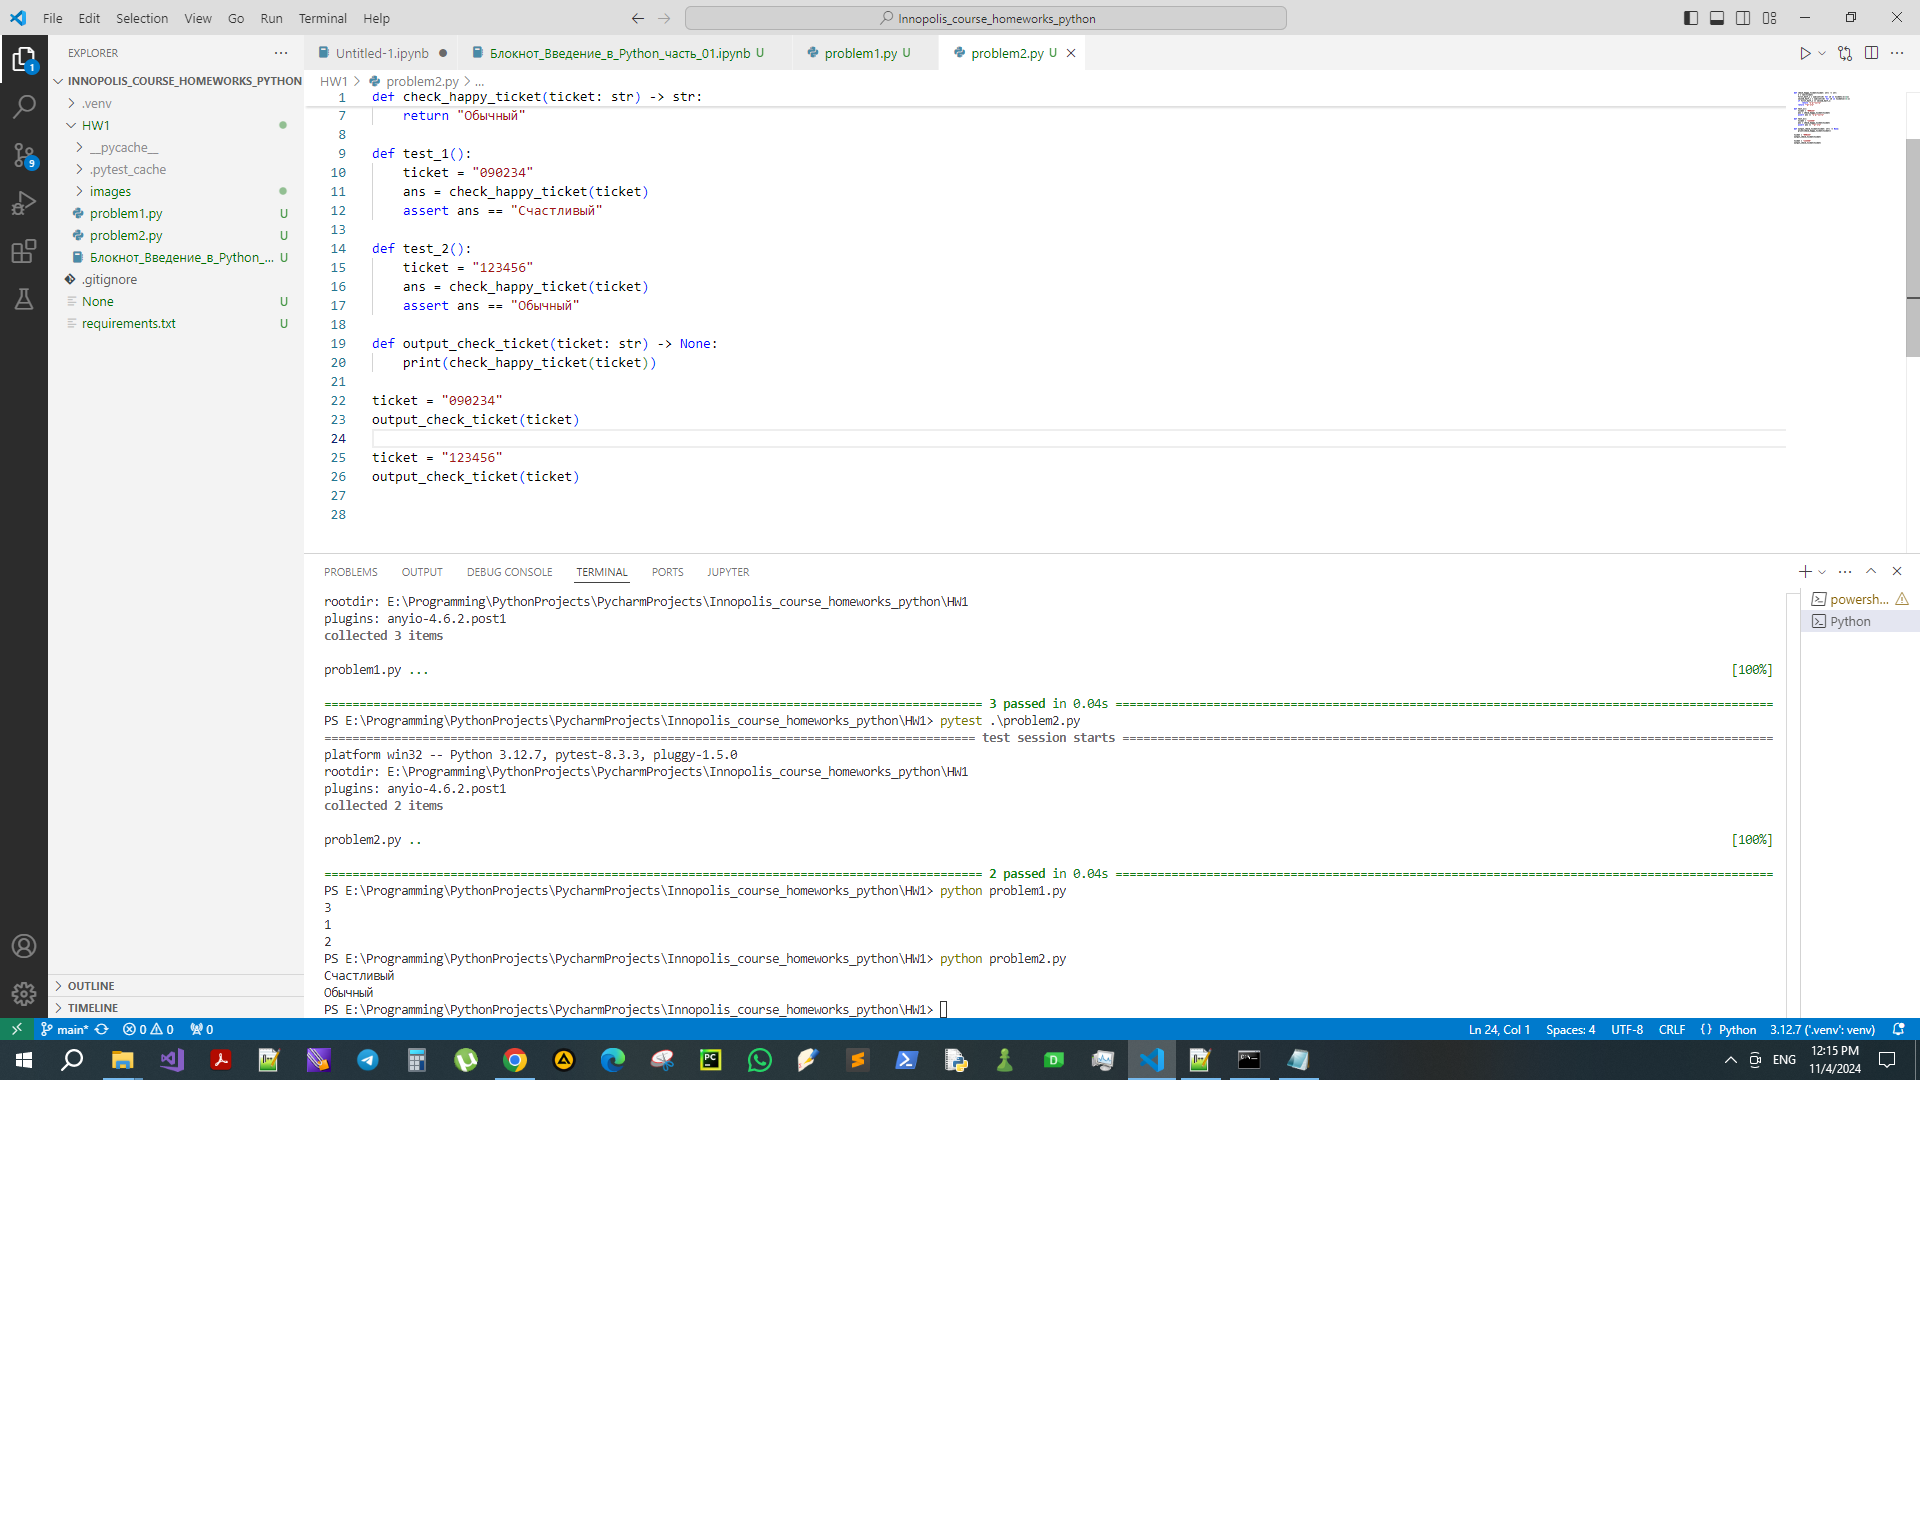 File Edit Selection View Go Run Terminal Help
Innopolis_course_homeworks_python
EXPLORER
INNOPOLIS_COURSE_HOMEWORKS_PYTHON
.venv
HW1
__pycache__
.pytest_cache
images
problem1.py U
problem2.py U
Блокнот_Введение_в_Python_... U
.gitignore
None U
requirements.txt U
OUTLINE
TIMELINE
1
9
Untitled-1.ipynb
Блокнот_Введение_в_Python_часть_01.ipynb U
problem1.py U
problem2.py U
HW1 > problem2.py > ...
1 def check_happy_ticket(ticket: str) -> str:
7 return "Обычный"
8
9 def test_1():
10 ticket = "090234"
11 ans = check_happy_ticket(ticket)
12 assert ans == "Счастливый"
13
14 def test_2():
15 ticket = "123456"
16 ans = check_happy_ticket(ticket)
17 assert ans == "Обычный"
18
19 def output_check_ticket(ticket: str) -> None:
20 print(check_happy_ticket(ticket))
21
22 ticket = "090234"
23 output_check_ticket(ticket)
24
25 ticket = "123456"
26 output_check_ticket(ticket)
27
28
PROBLEMS OUTPUT DEBUG CONSOLE TERMINAL PORTS JUPYTER
rootdir: E:\Programming\PythonProjects\PycharmProjects\Innopolis_course_homeworks_python\HW1
plugins: anyio-4.6.2.post1
collected 3 items
problem1.py ... [100%]
3 passed in 0.04s
PS E:\Programming\PythonProjects\PycharmProjects\Innopolis_course_homeworks_python\HW1> pytest .\problem2.py
test session starts
platform win32 -- Python 3.12.7, pytest-8.3.3, pluggy-1.5.0
rootdir: E:\Programming\PythonProjects\PycharmProjects\Innopolis_course_homeworks_python\HW1
plugins: anyio-4.6.2.post1
collected 2 items
problem2.py .. [100%]
2 passed in 0.04s
PS E:\Programming\PythonProjects\PycharmProjects\Innopolis_course_homeworks_python\HW1> python problem1.py
3
1
2
PS E:\Programming\PythonProjects\PycharmProjects\Innopolis_course_homeworks_python\HW1> python problem2.py
Счастливый
Обычный
PS E:\Programming\PythonProjects\PycharmProjects\Innopolis_course_homeworks_python\HW1>
powersh...
Python
main* 0 0 0
Ln 24, Col 1 Spaces: 4 UTF-8 CRLF {} Python 3.12.7 ('.venv': venv)
ENG
12:15 PM
11/4/2024